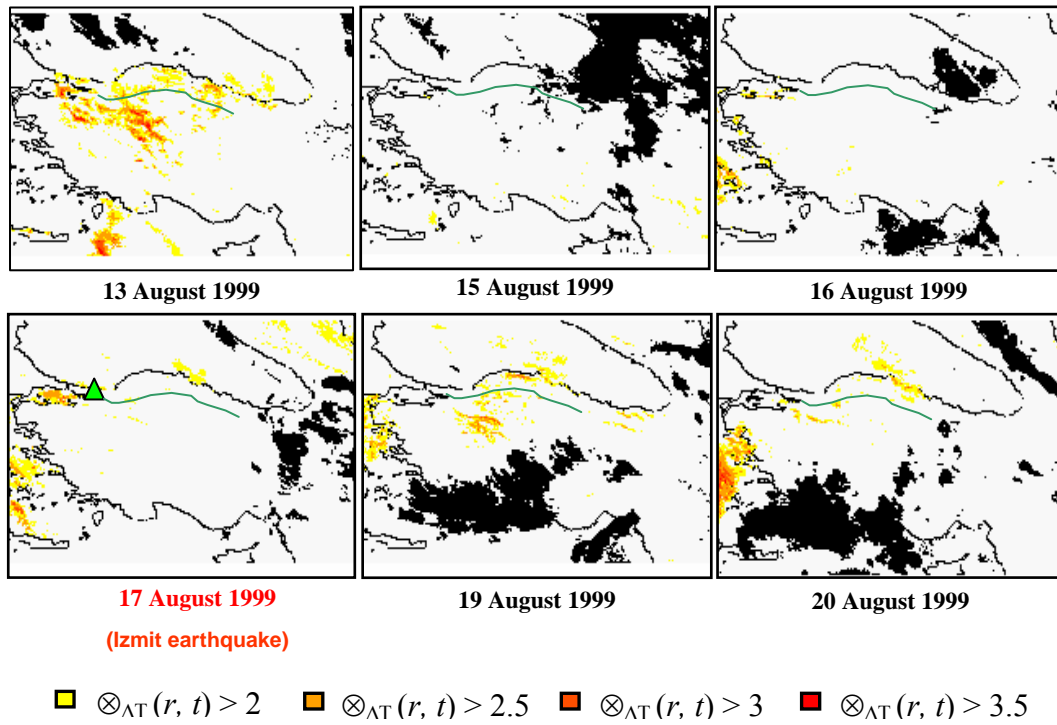 13 August 1999
15 August 1999
16 August 1999
17 August 1999
(Izmit earthquake)
19 August 1999
20 August 1999
⊗ΔT (r, t) > 2
⊗ΔT (r, t) > 2.5
⊗ΔT (r, t) > 3
⊗ΔT (r, t) > 3.5